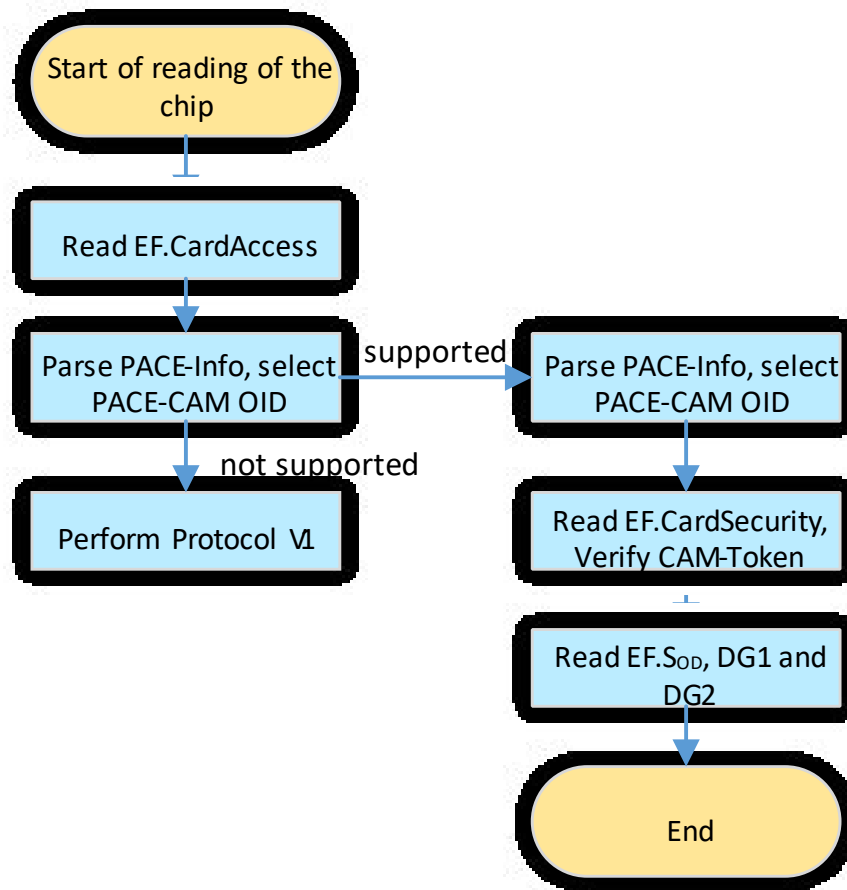 Start of reading of the
chip
Read EF.CardAccess
Parse PACE-Info, select
PACE-CAM OID
supported
Parse PACE-Info, select
PACE-CAM OID
not supported
Perform Protocol V1
Read EF.CardSecurity,
Verify CAM-Token
Read EF.SOD, DG1 and
DG2
End